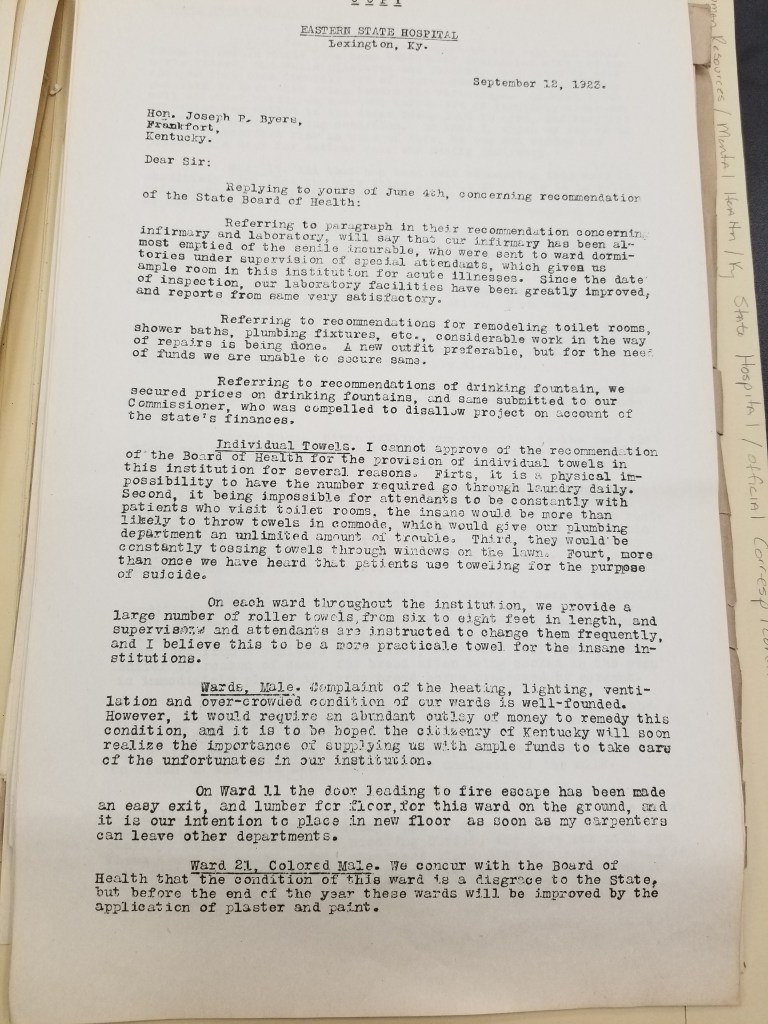 COPY
EASTERN STATE HOSPITAL
Lexington, Ky.
September 12, 1923.
Hon. Joseph P. Byers,
Frankfort,
Kentucky.
Dear Sir:
Replying to yours of June 4th, concerning recommendation
of the State Board of Health:
Referring to paragraph in their recommendation concerning
infirmary and laboratory, will say that our infirmary has been al-
most emptied of the senile incurable, who were sent to ward dormi-
tories under supervision of special attendants, which given us
ample room in this institution for acute illnesses. Since the date
of inspection, our laboratory facilities have been greatly improved,
and reports from same very satisfactory.
Referring to recommendations for remodeling toilet rooms,
shower baths, plumbing fixtures, etc., considerable work in the way
of repairs is being done. A new outfit preferable, but for the need
of funds we are unable to secure same.
Referring to recommendations of drinking fountain, we
secured prices on drinking fountains, and same submitted to our
Commissioner, who was compelled to disallow project on account of
the state's finances.
Individual Towels. I cannot approve of the recommendation
of the Board of Health for the provision of individual towels in
this institution for several reasons. Firts, it is a physical im-
possibility to have the number required go through laundry daily.
Second, it being impossible for attendants to be constantly with
patients who visit toilet rooms, the insane would be more than
likely to throw towels in commode, which would give our plumbing
department an unlimited amount of trouble. Third, they would be
constantly tossing towels through windows on the lawn. Fourt, more
than once we have heard that patients use toweling for the purpose
of suicide.
On each ward throughout the institution, we provide a
large number of roller towels, from six to eight feet in length, and
supervisors and attendants are instructed to change them frequently,
and I believe this to be a more practicale towel for the insane in-
stitutions.
Wards, Male. Complaint of the heating, lighting, venti-
lation and over-crowded condition of our wards is well-founded.
However, it would require an abundant outlay of money to remedy this
condition, and it is to be hoped the citizenry of Kentucky will soon
realize the importance of supplying us with ample funds to take care
of the unfortunates in our institution.
On Ward 11 the door leading to fire escape has been made
an easy exit, and lumber for floor, for this ward on the ground, and
it is our intention to place in new floor as soon as my carpenters
can leave other departments.
Ward 21, Colored Male. We concur with the Board of
Health that the condition of this ward is a disgrace to the State,
but before the end of the year these wards will be improved by the
application of plaster and paint.
Resources / Mental Health / Ky State Hospital / official Corresp